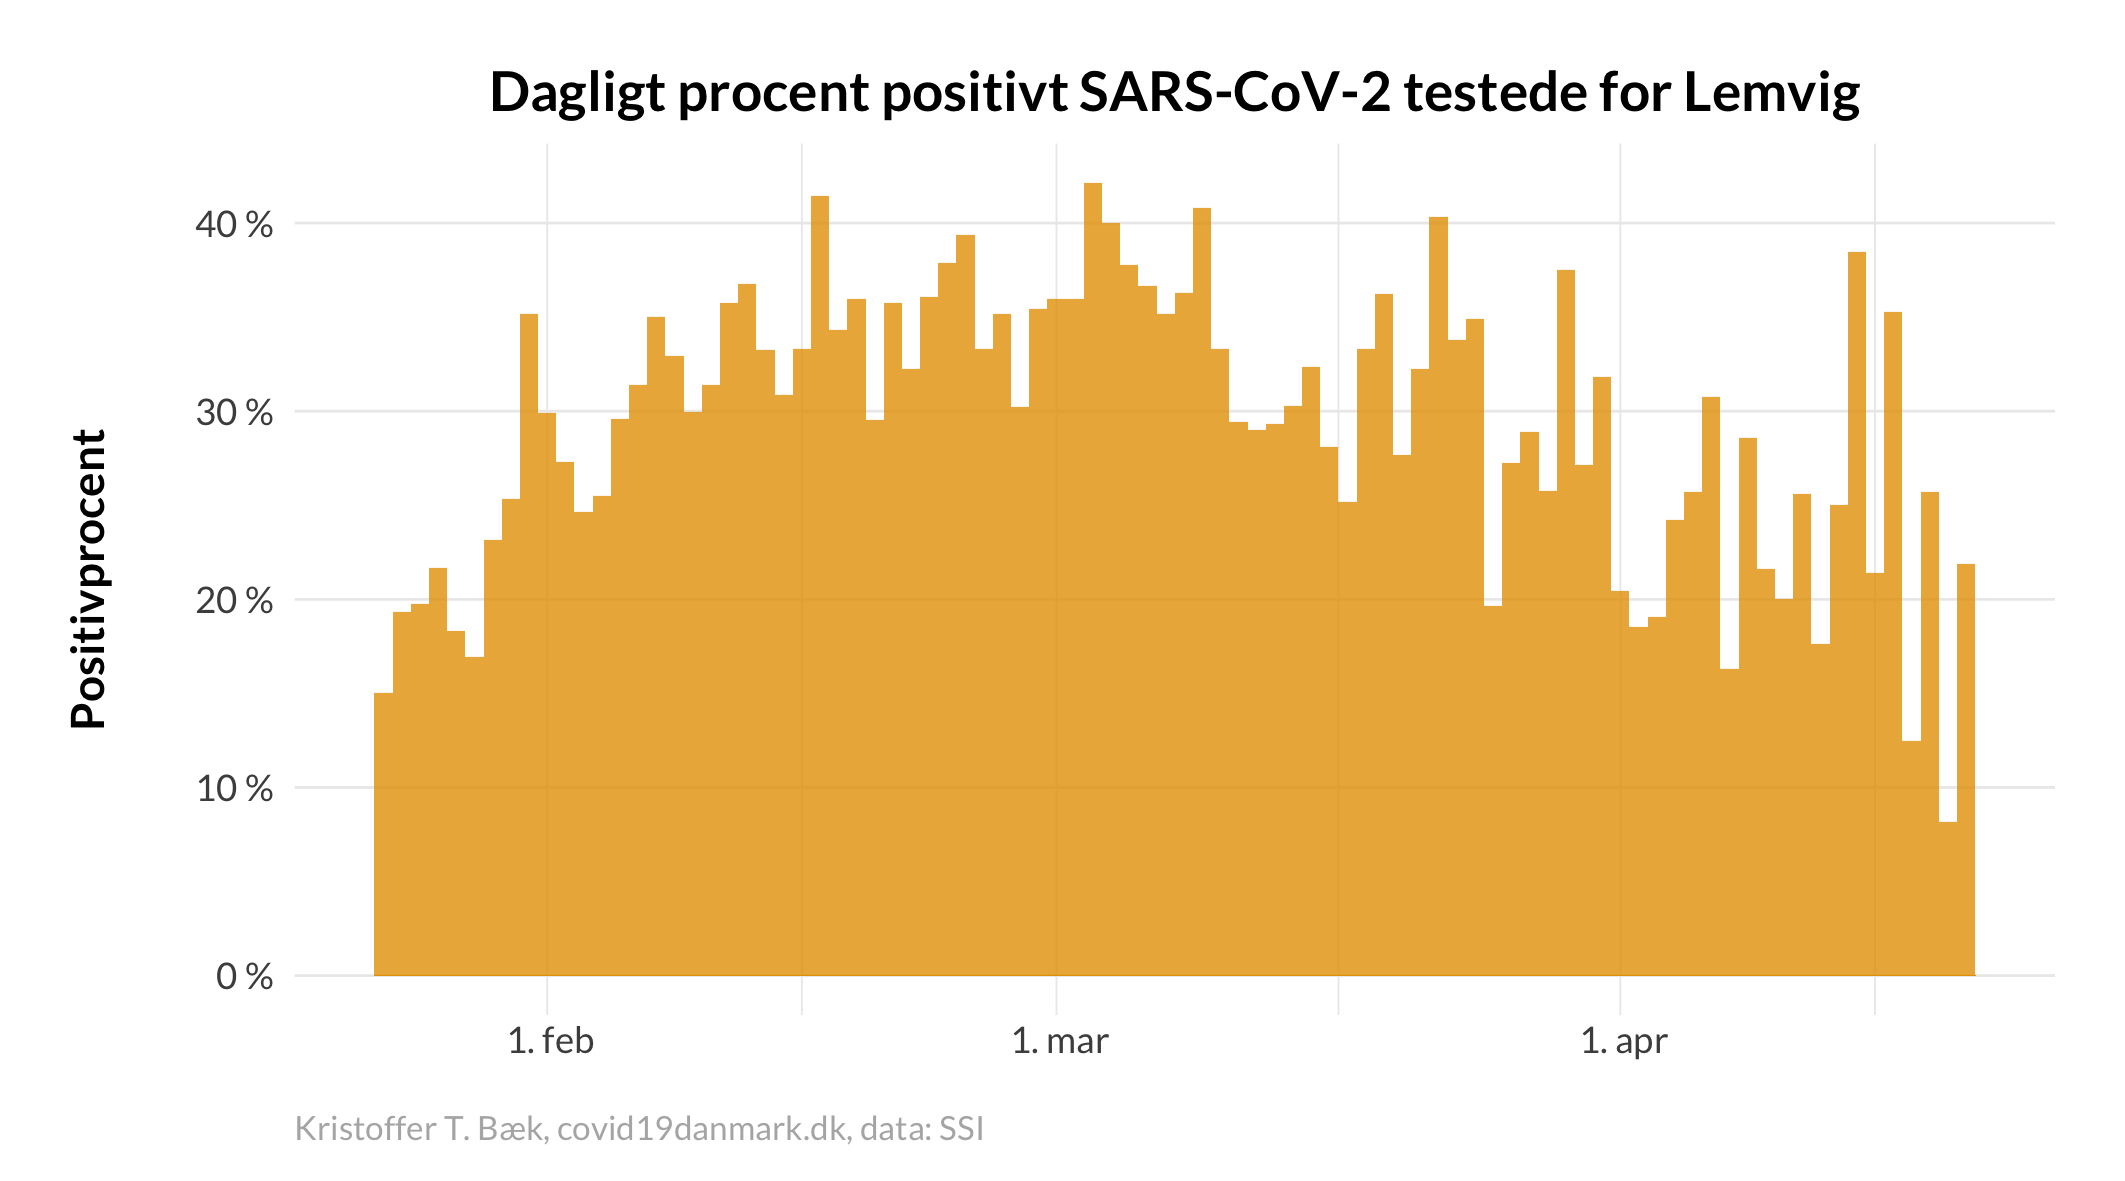 Dagligt procent positivt SARS-CoV-2 testede for Lemvig
Positivprocent
40 %
30 %
20 %
10 %
0 %
1. feb
1. mar
1. apr
Kristoffer T. Bæk, covid19danmark.dk, data: SSI